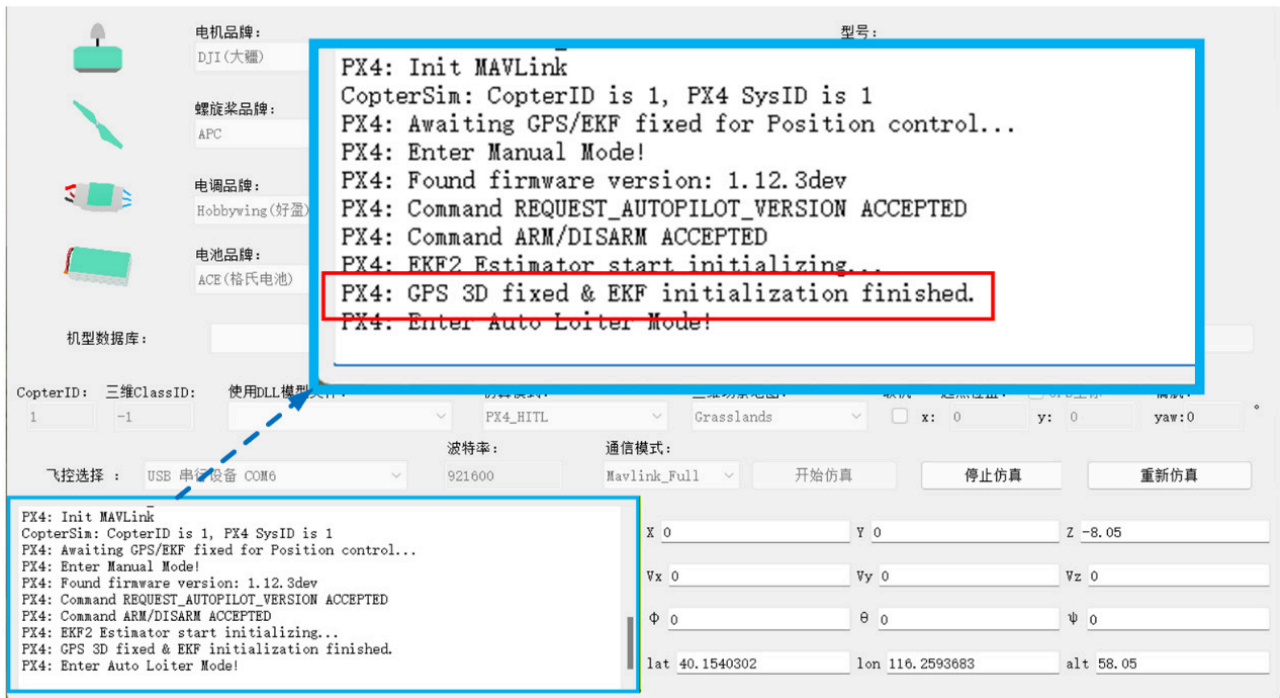 电机品牌:
型号:
DJI(大疆)
螺旋桨品牌:
APC
电调品牌:
Hobbywing(好盈)
电池品牌:
ACE(格氏电池)
机型数据库:
PX4: Init MAVLink
CopterSim: CopterID is 1, PX4 SysID is 1
PX4: Awaiting GPS/EKF fixed for Position control...
PX4: Enter Manual Mode!
PX4: Found firmware version: 1.12.3dev
PX4: Command REQUEST_AUTOPILOT_VERSION ACCEPTED
PX4: Command ARM/DISARM ACCEPTED
PX4: EKF2 Estimator start initializing...
PX4: GPS 3D fixed & EKF initialization finished.
PX4: Enter Auto Loiter Mode!
CopterID: 三维ClassID: 使用DLL模型
1 -1 PX4_HITL Grasslands x: 0 y: 0 yaw:0 °
波特率: 通信模式:
飞控选择 : USB 串行设备 COM6 921600 Mavlink_Full 开始仿真 停止仿真 重新仿真
PX4: Init MAVLink
CopterSim: CopterID is 1, PX4 SysID is 1
PX4: Awaiting GPS/EKF fixed for Position control...
PX4: Enter Manual Mode!
PX4: Found firmware version: 1.12.3dev
PX4: Command REQUEST_AUTOPILOT_VERSION ACCEPTED
PX4: Command ARM/DISARM ACCEPTED
PX4: EKF2 Estimator start initializing...
PX4: GPS 3D fixed & EKF initialization finished.
PX4: Enter Auto Loiter Mode!
X 0 Y 0 Z -8.05
Vx 0 Vy 0 Vz 0
Φ 0 θ 0 ψ 0
lat 40.1540302 lon 116.2593683 alt 58.05